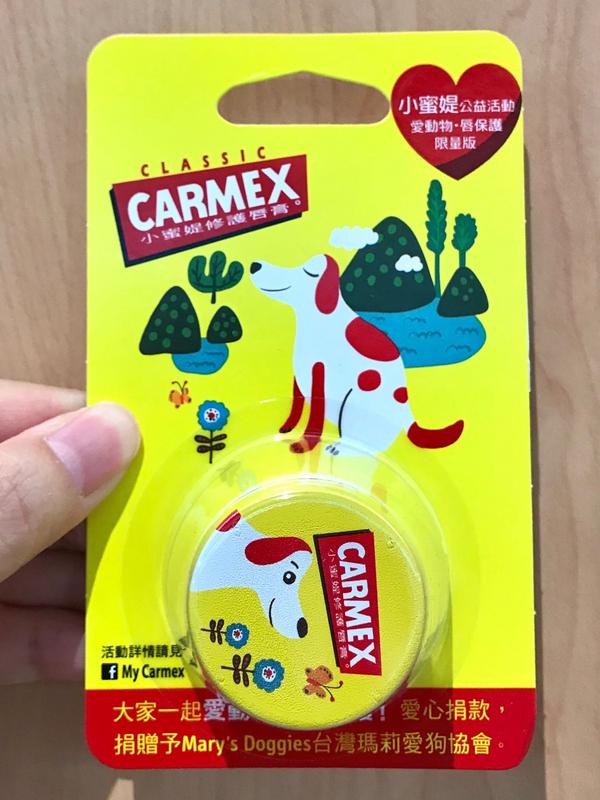 小蜜媞公益活動
愛動物・唇保護
限量版
CLASSIC
CARMEX
小蜜媞修護唇膏®
CARMEX
小蜜媞修護唇膏®
活動詳情請見
My Carmex
大家一起愛動 ！愛心捐款，
捐贈予Mary's Doggies台灣瑪莉愛狗協會。